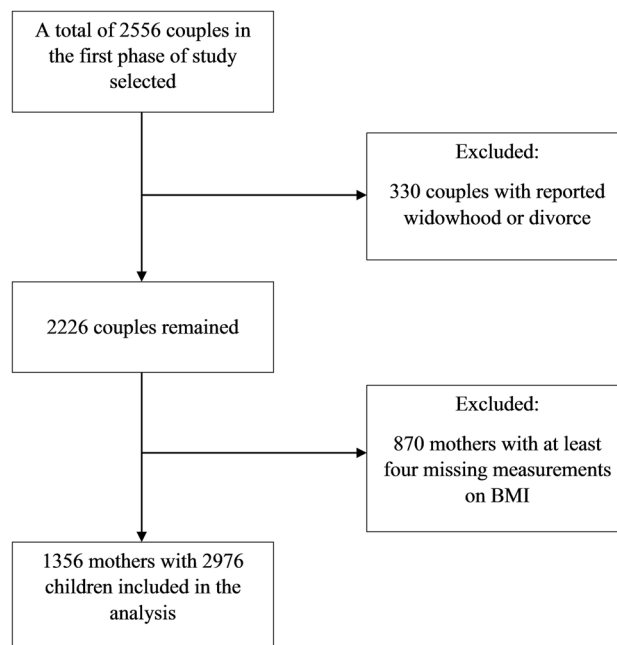 A total of 2556 couples in
the first phase of study
selected
Excluded:
330 couples with reported
widowhood or divorce
2226 couples remained
Excluded:
870 mothers with at least
four missing measurements
on BMI
1356 mothers with 2976
children included in the
analysis